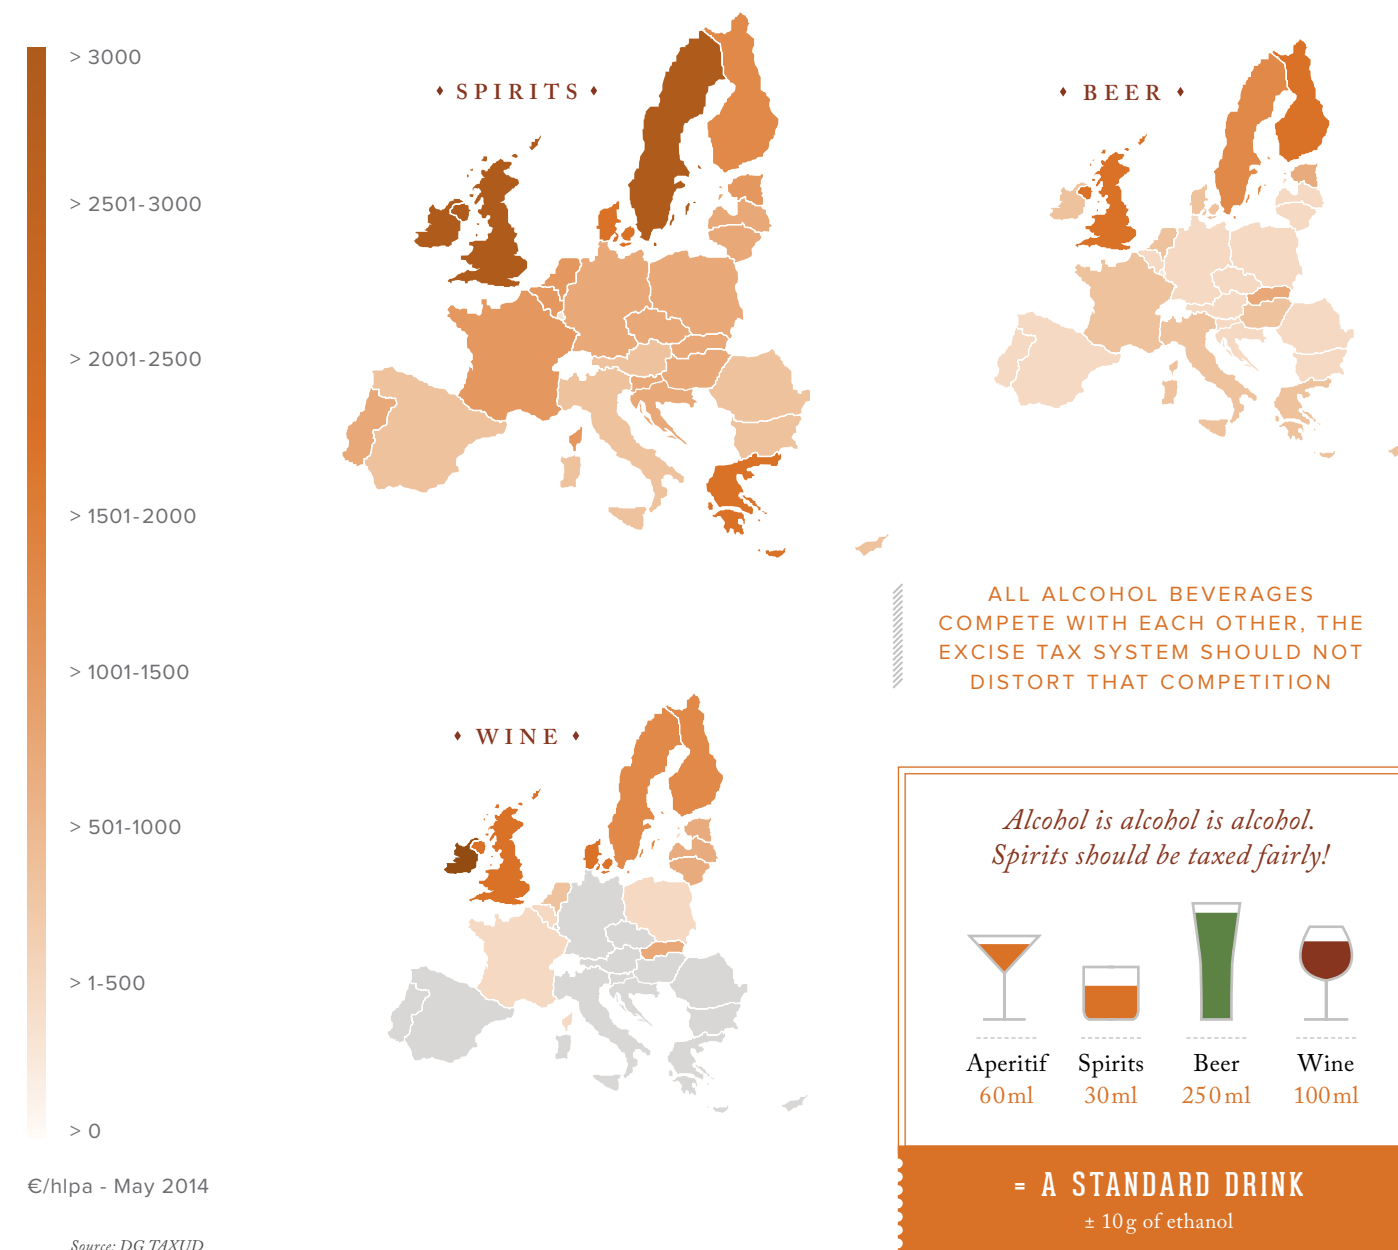 > 3000
> 2501-3000
> 2001-2500
> 1501-2000
> 1001-1500
> 501-1000
> 1-500
> 0
€/hlpa - May 2014
Source: DG TAXUD
SPIRITS
BEER
WINE
ALL ALCOHOL BEVERAGES
COMPETE WITH EACH OTHER, THE
EXCISE TAX SYSTEM SHOULD NOT
DISTORT THAT COMPETITION
Alcohol is alcohol is alcohol.
Spirits should be taxed fairly!
Aperitif Spirits Beer Wine
60ml 30ml 250ml 100ml
= A STANDARD DRINK
± 10g of ethanol